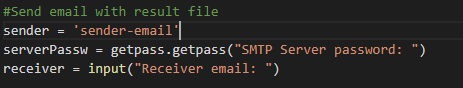 #Send email with result file
sender = 'sender-email'
serverPassw = getpass.getpass("SMTP Server password: ")
receiver = input("Receiver email: ")